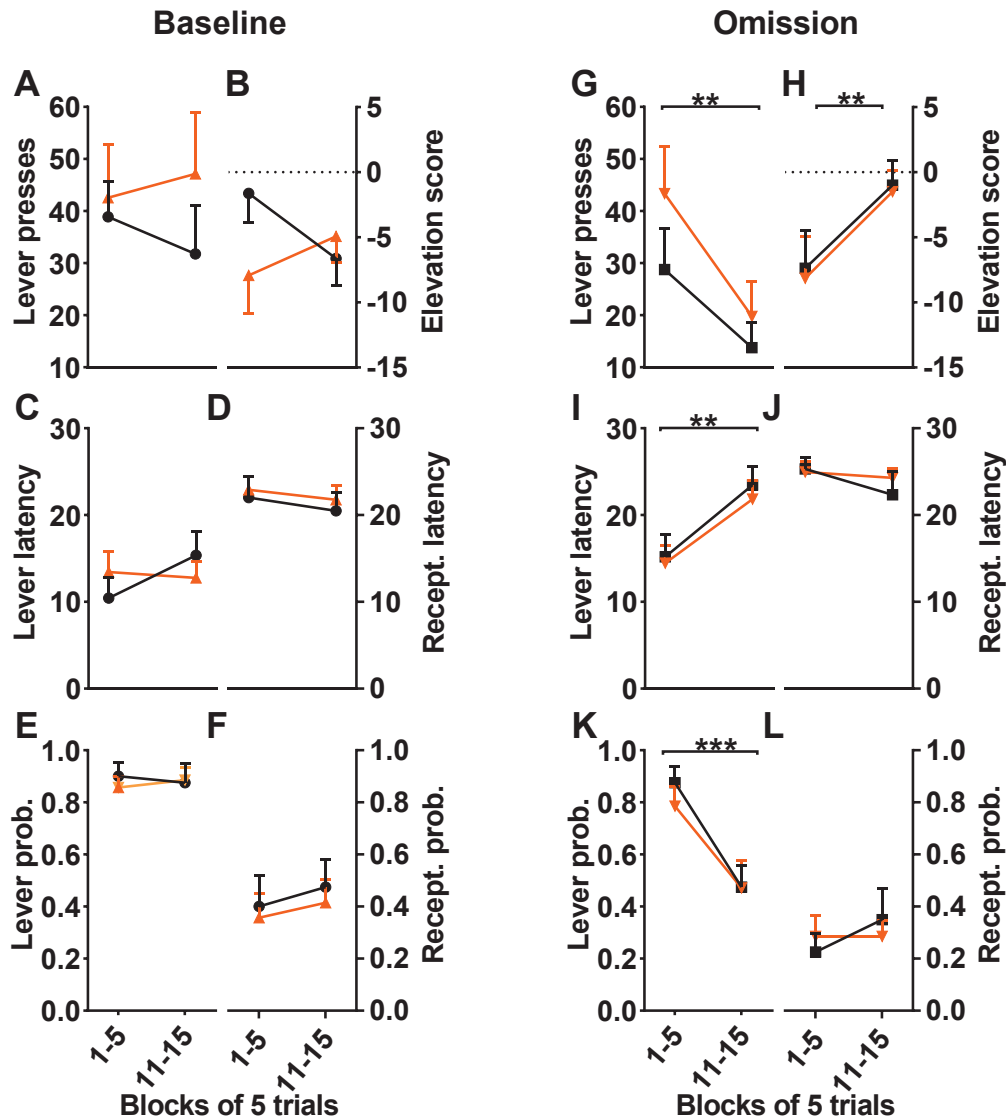 Baseline
Omission
A
B
G
**
H
**
60
50
40
30
20
10
Lever presses
5
0
-5
-10
-15
Elevation score
60
50
40
30
20
10
Lever presses
5
0
-5
-10
-15
Elevation score
C
D
I
**
J
30
20
10
0
Lever latency
30
20
10
0
Recept. latency
30
20
10
0
Lever latency
30
20
10
0
Recept. latency
E
F
K
***
L
1.0
0.8
0.6
0.4
0.2
0.0
Lever prob.
1.0
0.8
0.6
0.4
0.2
0.0
Recept. prob.
1.0
0.8
0.6
0.4
0.2
0.0
Lever prob.
1.0
0.8
0.6
0.4
0.2
0.0
Recept. prob.
1-5
11-15
1-5
11-15
1-5
11-15
1-5
11-15
Blocks of 5 trials
Blocks of 5 trials